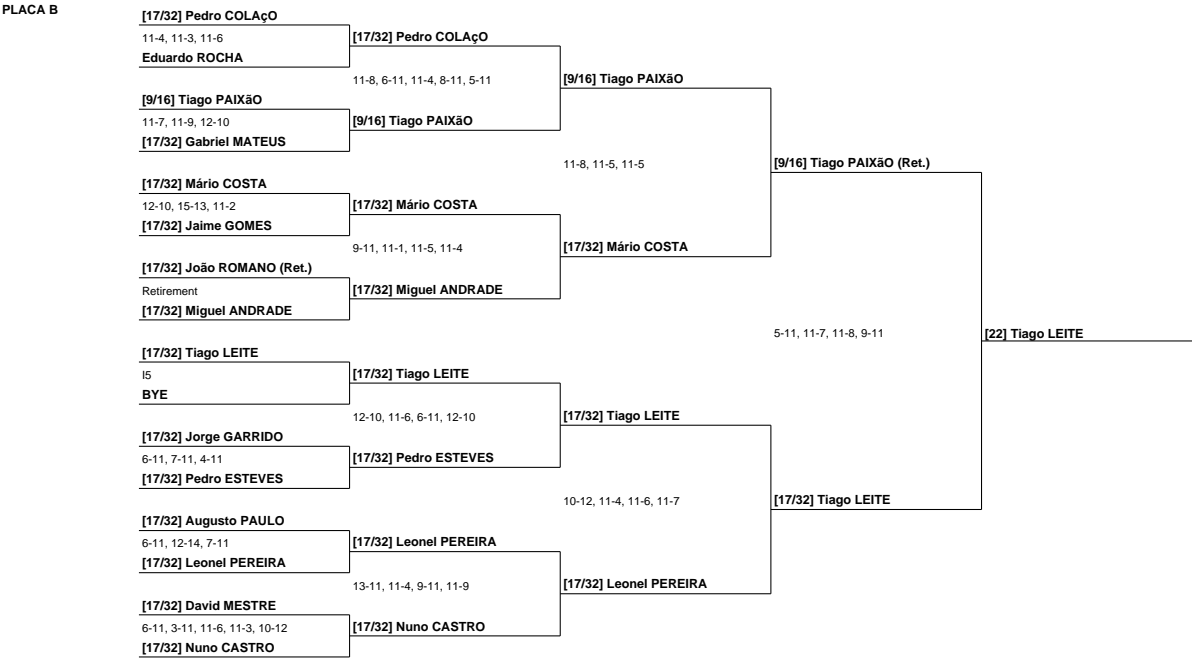 PLACA B
[17/32] Pedro COLAçO
11-4, 11-3, 11-6
Eduardo ROCHA
[9/16] Tiago PAIXãO
11-7, 11-9, 12-10
[17/32] Gabriel MATEUS
[17/32] Mário COSTA
12-10, 15-13, 11-2
[17/32] Jaime GOMES
[17/32] João ROMANO (Ret.)
Retirement
[17/32] Miguel ANDRADE
[17/32] Tiago LEITE
I5
BYE
[17/32] Jorge GARRIDO
6-11, 7-11, 4-11
[17/32] Pedro ESTEVES
[17/32] Augusto PAULO
6-11, 12-14, 7-11
[17/32] Leonel PEREIRA
[17/32] David MESTRE
6-11, 3-11, 11-6, 11-3, 10-12
[17/32] Nuno CASTRO
[17/32] Pedro COLAçO
11-8, 6-11, 11-4, 8-11, 5-11
[9/16] Tiago PAIXãO
[17/32] Mário COSTA
9-11, 11-1, 11-5, 11-4
[17/32] Miguel ANDRADE
[17/32] Tiago LEITE
12-10, 11-6, 6-11, 12-10
[17/32] Pedro ESTEVES
[17/32] Leonel PEREIRA
13-11, 11-4, 9-11, 11-9
[17/32] Nuno CASTRO
[9/16] Tiago PAIXãO
11-8, 11-5, 11-5
[17/32] Mário COSTA
[17/32] Tiago LEITE
10-12, 11-4, 11-6, 11-7
[17/32] Leonel PEREIRA
[9/16] Tiago PAIXãO (Ret.)
5-11, 11-7, 11-8, 9-11
[17/32] Tiago LEITE
[22] Tiago LEITE